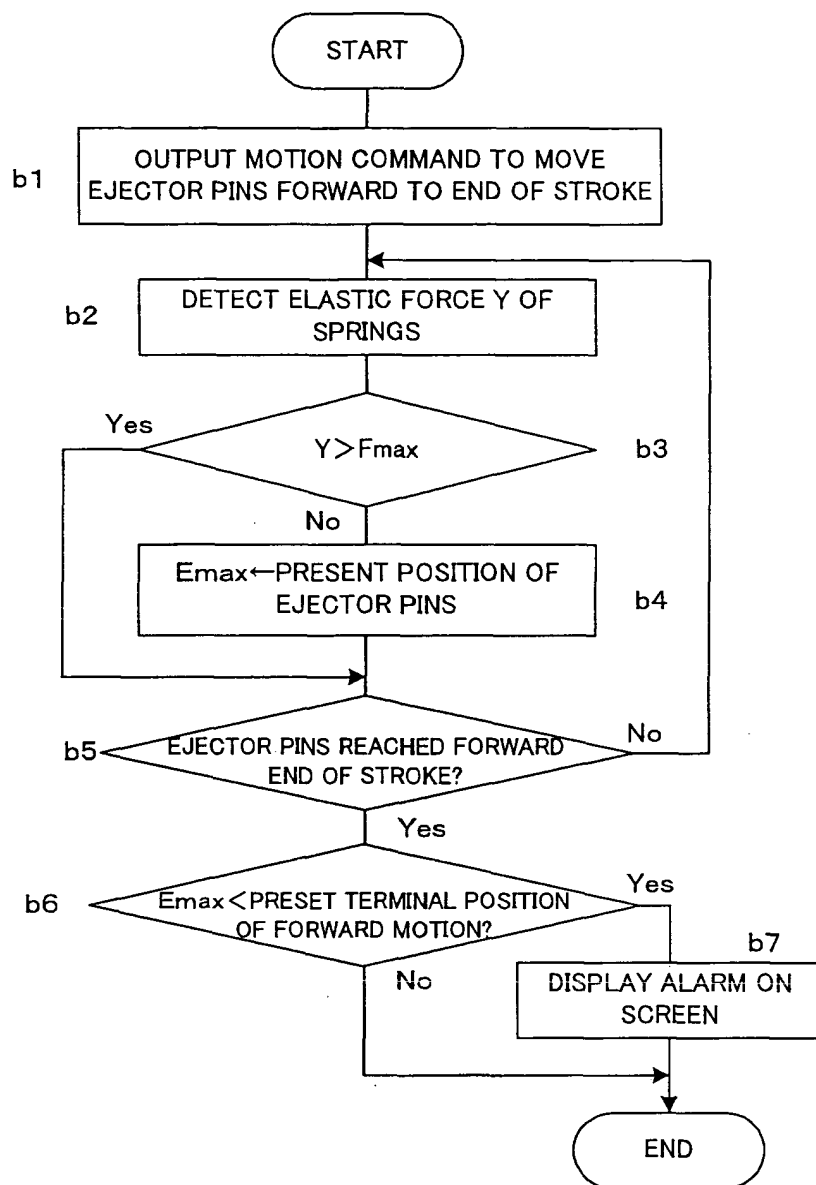 START
b1
OUTPUT MOTION COMMAND TO MOVE
EJECTOR PINS FORWARD TO END OF STROKE
b2
DETECT ELASTIC FORCE Y OF
SPRINGS
Yes
Y>Fmax
b3
No
Emax←PRESENT POSITION OF
EJECTOR PINS
b4
b5
EJECTOR PINS REACHED FORWARD
END OF STROKE?
No
Yes
b6
Emax<PRESET TERMINAL POSITION
OF FORWARD MOTION?
Yes
No
b7
DISPLAY ALARM ON
SCREEN
END